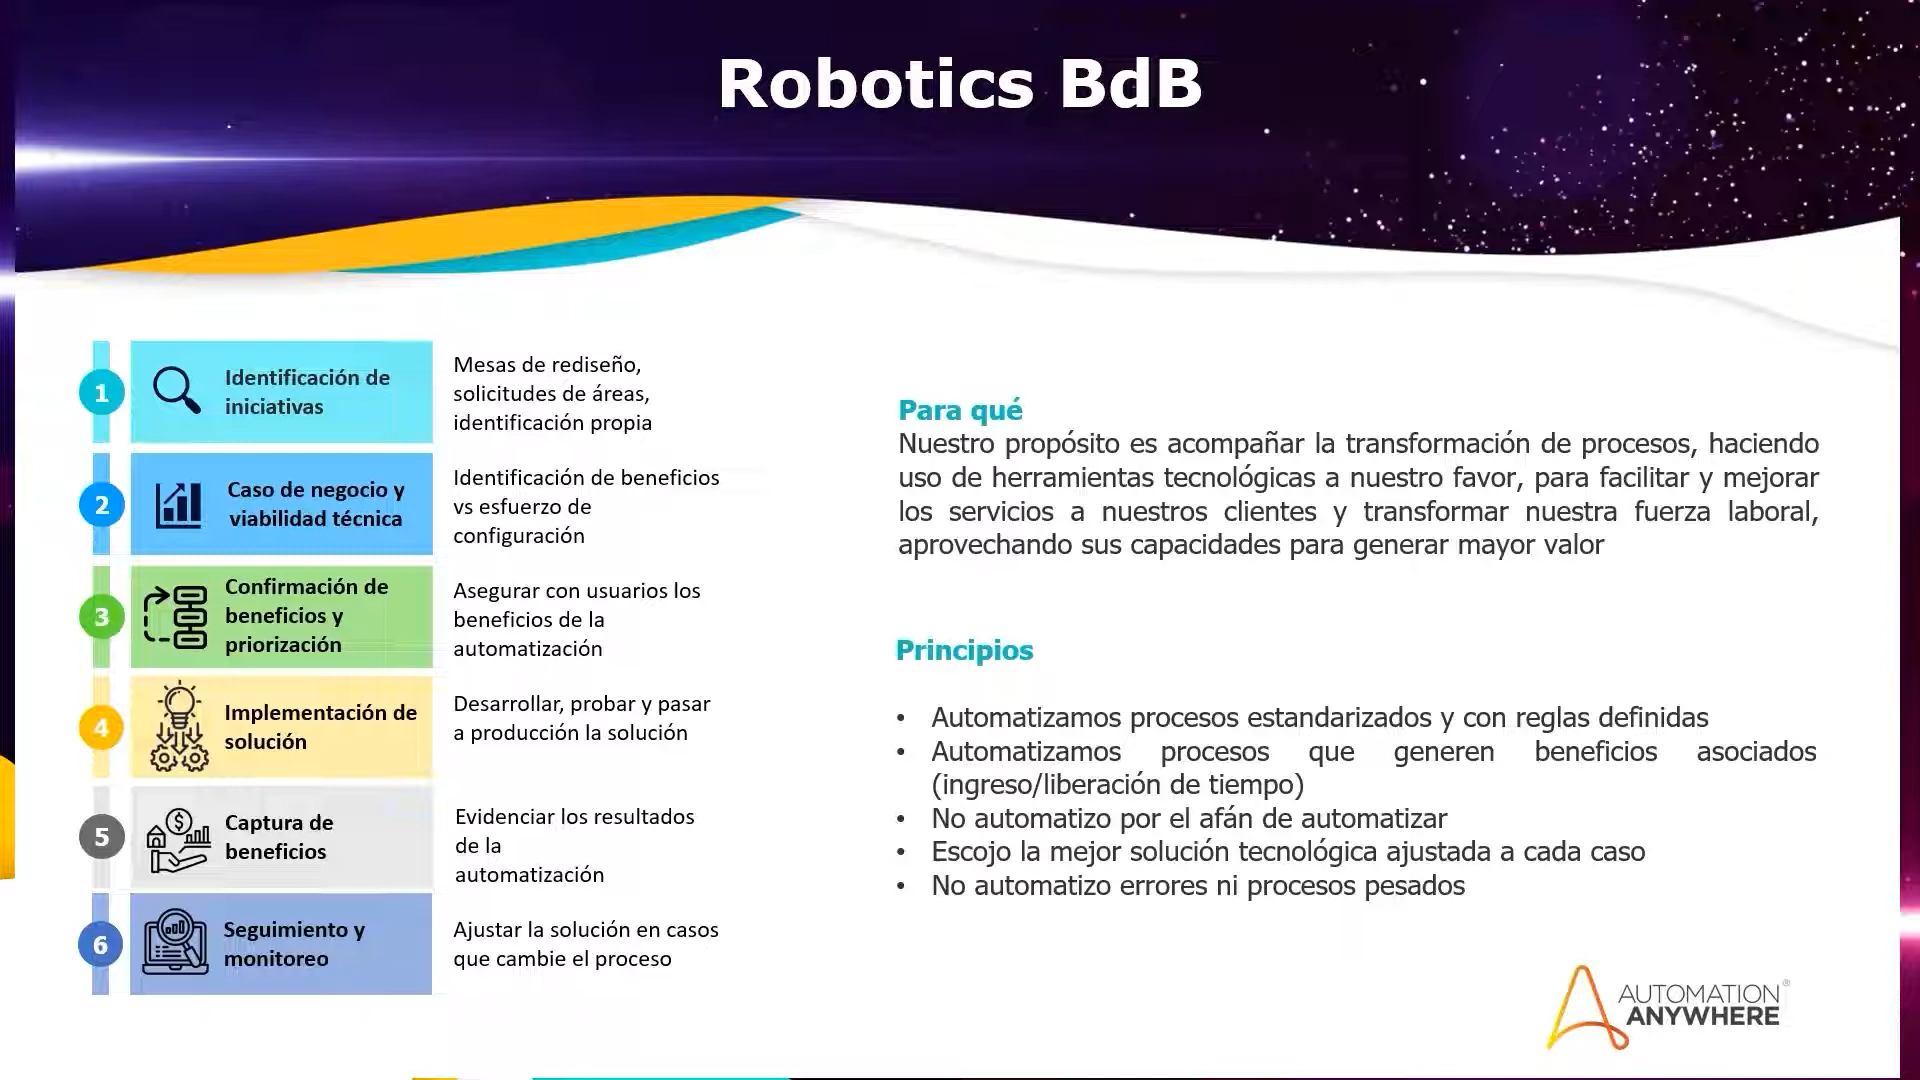 Robotics BdB
1
Identificación de
iniciativas
Mesas de rediseño,
solicitudes de áreas,
identificación propia
2
Caso de negocio y
viabilidad técnica
Identificación de beneficios
vs esfuerzo de
configuración
3
Confirmación de
beneficios y
priorización
Asegurar con usuarios los
beneficios de la
automatización
4
Implementación de
solución
Desarrollar, probar y pasar
a producción la solución
5
Captura de
beneficios
Evidenciar los resultados
de la
automatización
6
Seguimiento y
monitoreo
Ajustar la solución en casos
que cambie el proceso
Para qué
Nuestro propósito es acompañar la transformación de procesos, haciendo
uso de herramientas tecnológicas a nuestro favor, para facilitar y mejorar
los servicios a nuestros clientes y transformar nuestra fuerza laboral,
aprovechando sus capacidades para generar mayor valor
Principios
• Automatizamos procesos estandarizados y con reglas definidas
• Automatizamos procesos que generen beneficios asociados
(ingreso/liberación de tiempo)
• No automatizo por el afán de automatizar
• Escojo la mejor solución tecnológica ajustada a cada caso
• No automatizo errores ni procesos pesados
AUTOMATION®
ANYWHERE